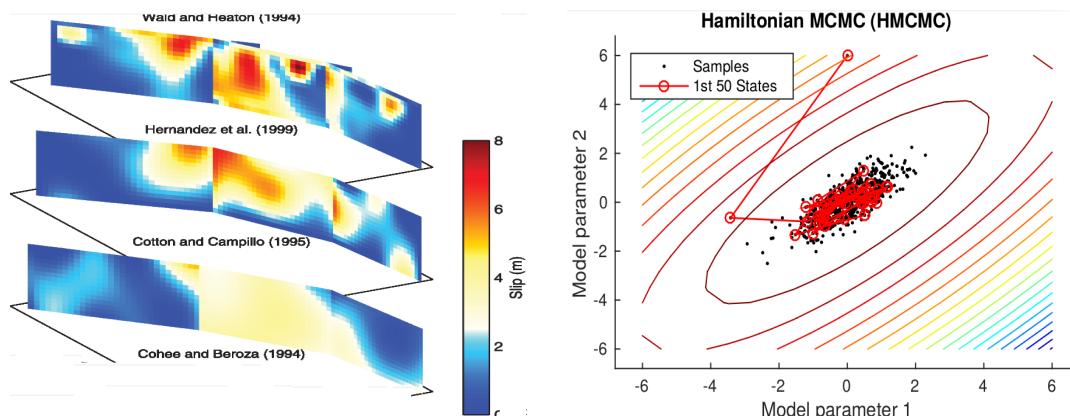 Wald and Heaton (1994)
Hernandez et al. (1999)
Cotton and Campillo (1995)
Cohee and Beroza (1994)
8
6
4
2
0
Slip (m)
Hamiltonian MCMC (HMCMC)
Samples
1st 50 States
6
4
2
0
-2
-4
-6
Model parameter 2
-6 -4 -2 0 2 4 6
Model parameter 1